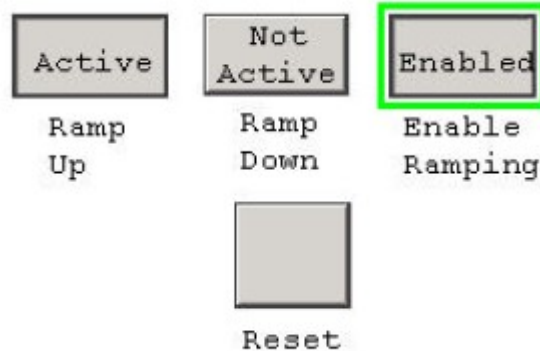 Active
Not
Active
Enabled
Ramp
Up
Ramp
Down
Enable
Ramping
Reset